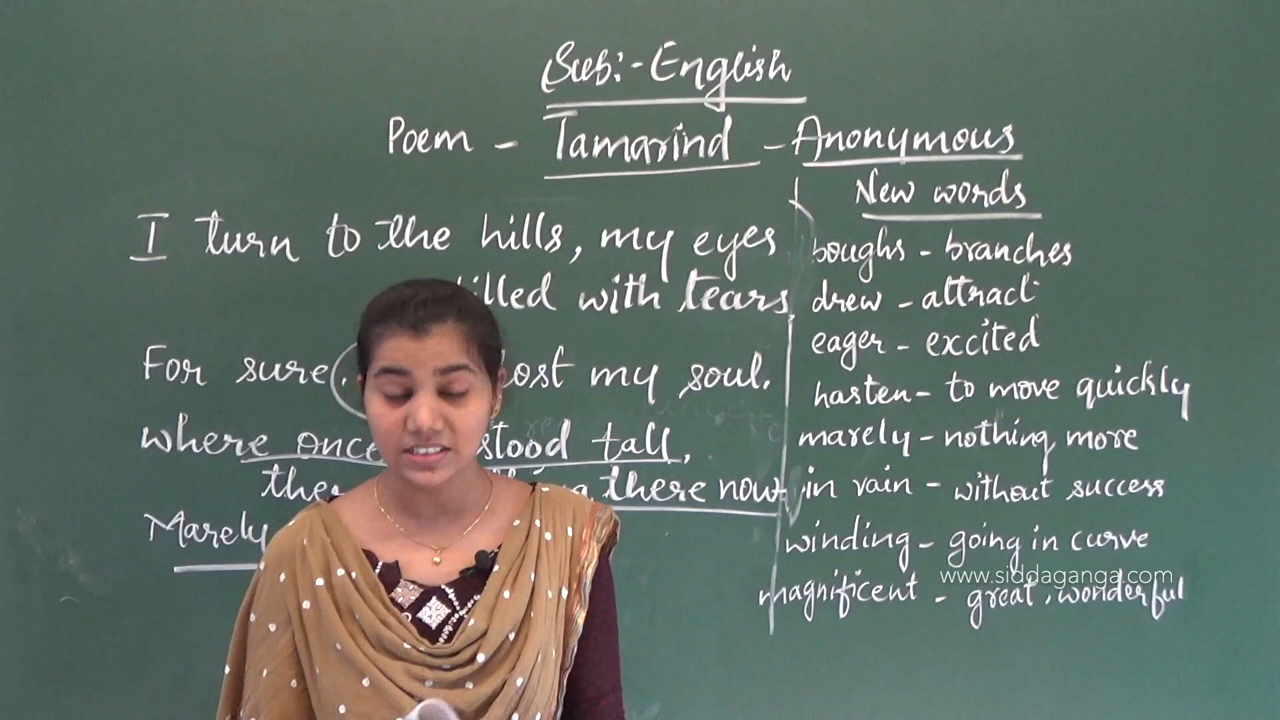 Sub:- English
Poem - Tamarind - Anonymous
I turn to the hills, my eyes
filled with tears
For sure. lost my soul.
where once stood tall,
there now
Marely
New words
boughs - branches
drew - attract
eager - excited
hasten - to move quickly
marely - nothing more
in vain - without success
winding - going in curve
www.siddaganga.com
magnificent - great, wonderful